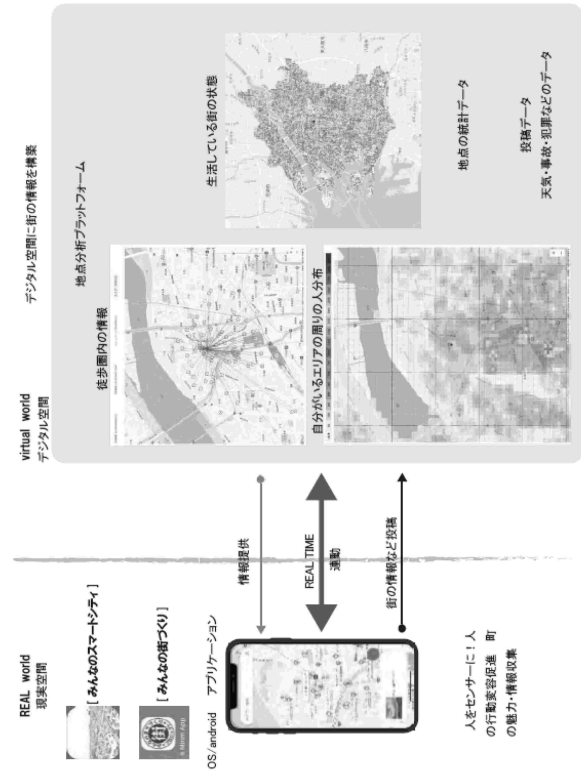 REAL world
現実空間
[ みんなのスマートシティ ]
[ みんなの街づくり ]
OS/android アプリケーション
人をセンサーに！人
の行動変容促進 町
の魅力・情報収集
情報提供
REAL TIME
連動
街の情報など投稿
virtual world
デジタル空間
デジタル空間に街の情報を構築
地点分析プラットフォーム
徒歩圏内の情報
自分がいるエリアの周りの人分布
生活している街の状態
地点の統計データ
投稿データ
天気・事故・犯罪などのデータ